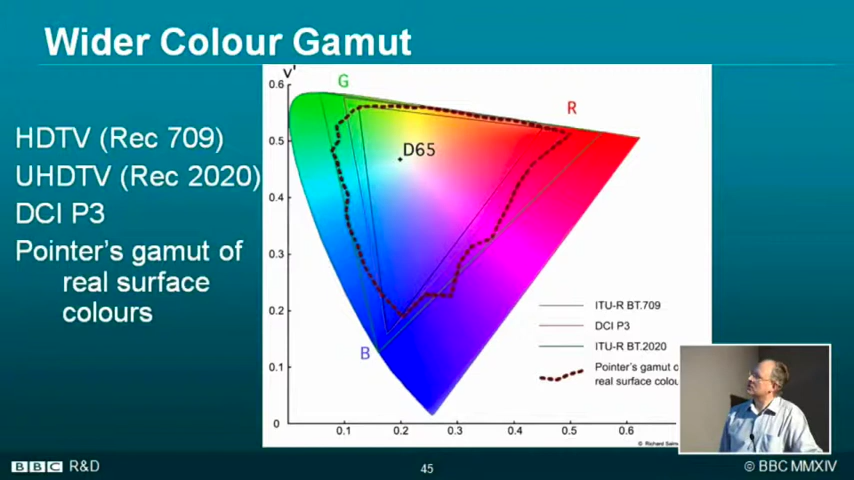 Wider Colour Gamut
HDTV (Rec 709)
UHDTV (Rec 2020)
DCI P3
Pointer's gamut of
real surface
colours
v'
0.6
0.5
0.4
0.3
0.2
0.1
0
G
R
D65
B
ITU-R BT.709
DCI P3
ITU-R BT.2020
Pointer's gamut o
real surface colou
0.1 0.2 0.3 0.4 0.5 0.6
© Richard
BBC R&D
45
© BBC MMXIV